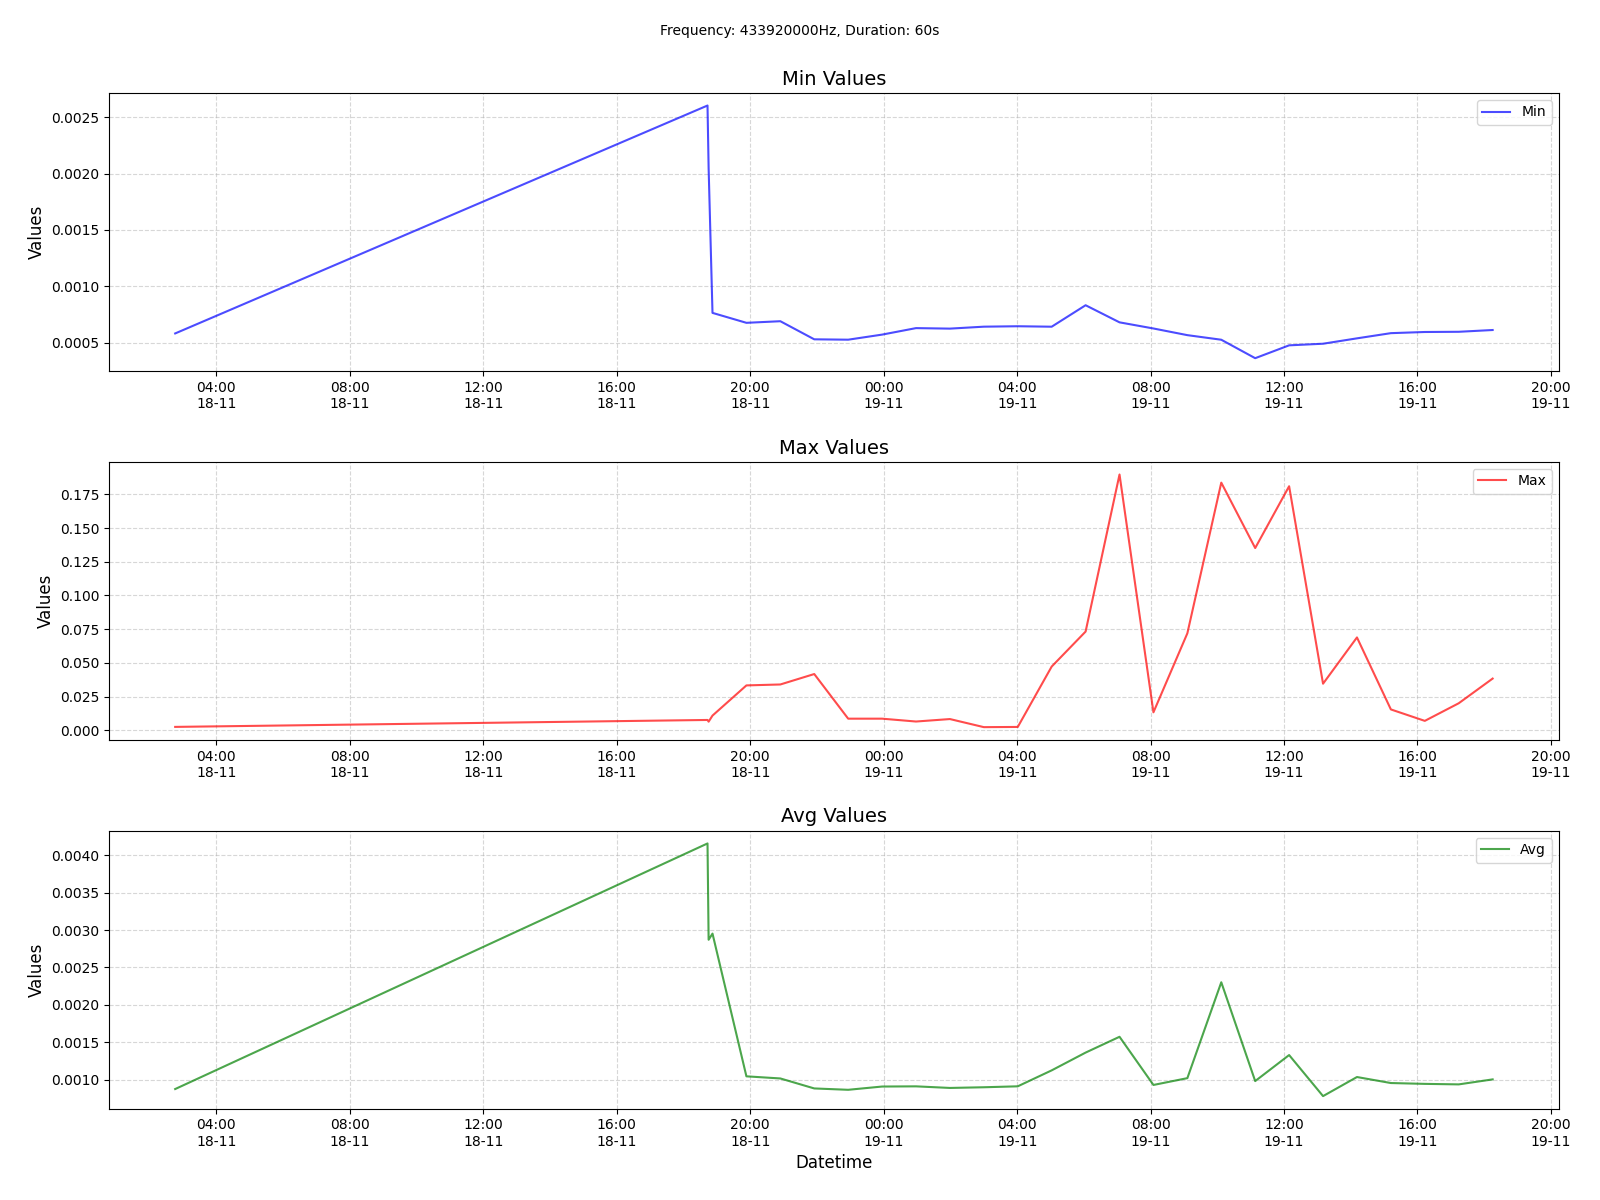 Frequency: 433920000Hz, Duration: 60s
Min Values
Min
Values
0.0025
0.0020
0.0015
0.0010
0.0005
04:00 08:00 12:00 16:00 20:00 00:00 04:00 08:00 12:00 16:00 20:00
18-11 18-11 18-11 18-11 18-11 19-11 19-11 19-11 19-11 19-11 19-11
Max Values
Max
Values
0.175
0.150
0.125
0.100
0.075
0.050
0.025
0.000
04:00 08:00 12:00 16:00 20:00 00:00 04:00 08:00 12:00 16:00 20:00
18-11 18-11 18-11 18-11 18-11 19-11 19-11 19-11 19-11 19-11 19-11
Avg Values
Avg
Values
0.0040
0.0035
0.0030
0.0025
0.0020
0.0015
0.0010
04:00 08:00 12:00 16:00 20:00 00:00 04:00 08:00 12:00 16:00 20:00
18-11 18-11 18-11 18-11 18-11 19-11 19-11 19-11 19-11 19-11 19-11
Datetime